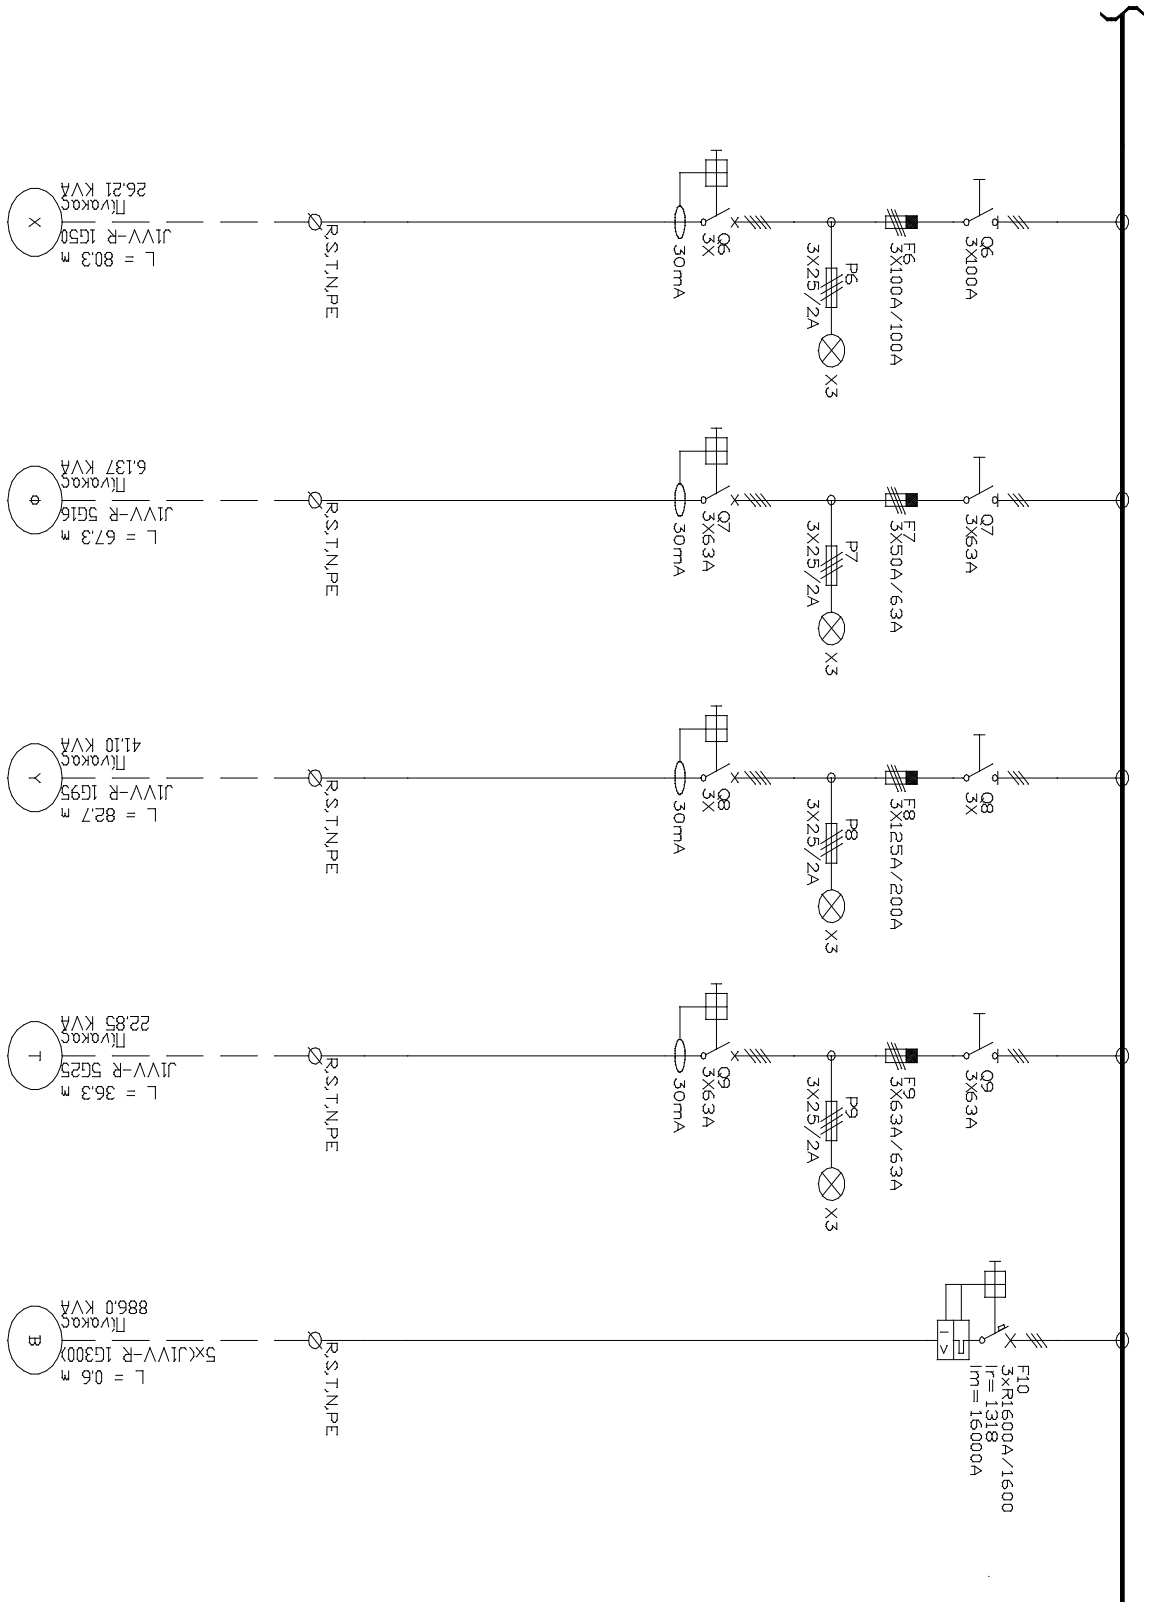 Q6
3X100A
F6
3X100A/100A
P6
3X25/2A
X3
Q6
3X
30mA
R,S,T,N,PE
X
26.21 KVA
Πίνακας
J1VV-R 1G50
L = 80.3 m
Q7
3X63A
F7
3X50A/63A
P7
3X25/2A
X3
Q7
3X63A
30mA
R,S,T,N,PE
Φ
6.137 KVA
Πίνακας
J1VV-R 5G16
L = 67.3 m
Q8
3X
F8
3X125A/200A
P8
3X25/2A
X3
Q8
3X
30mA
R,S,T,N,PE
Y
41.10 KVA
Πίνακας
J1VV-R 1G95
L = 82.7 m
Q9
3X63A
F9
3X63A/63A
P9
3X25/2A
X3
Q9
3X63A
30mA
R,S,T,N,PE
T
22.85 KVA
Πίνακας
J1VV-R 5G25
L = 36.3 m
F10
3xR1600A/1600
Ir= 1318
Im= 16000A
I >
R,S,T,N,PE
B
886.0 KVA
Πίνακας
5x(J1VV-R 1G300)
L = 0.6 m